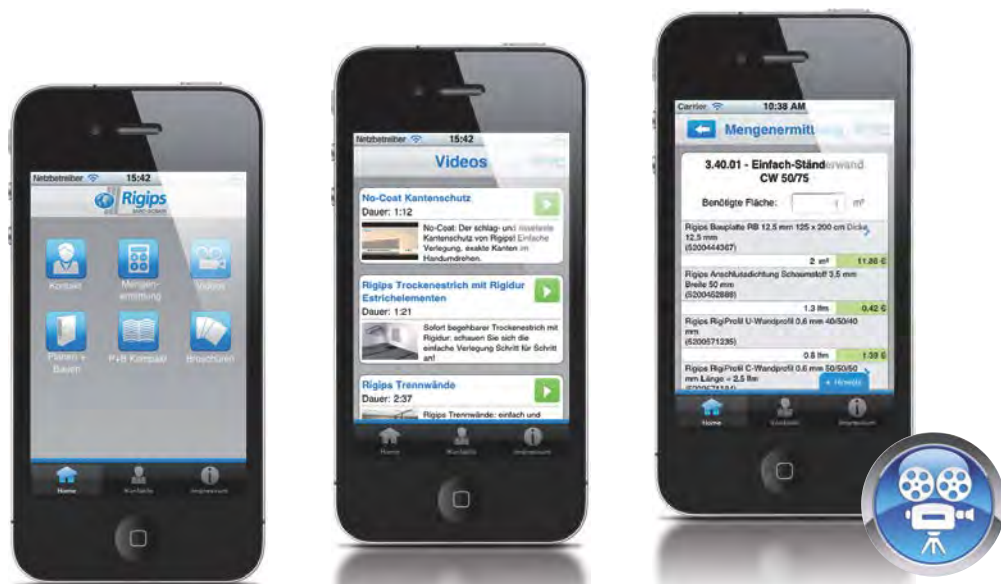 Netzbetreiber 15:42
Rigips
SAINT-GOBAIN
Kontakt
Mengen-
ermittlung
Videos
Planen +
Bauen
P+B Kompakt
Broschüren
Home
Kontakte
Impressum
Netzbetreiber 15:42
Videos
No-Coat Kantenschutz
Dauer: 1:12
No-Coat: Der schlag- und
Kantenschutz von Rigips! Einfache
Verlegung, exakte Kanten im
Handumdrehen.
Rigips Trockenestrich mit Rigidur
Estrichelementen
Dauer: 1:21
Sofort begehbarer Trockenestrich mit
Rigidur, schauen Sie sich die
einfache Verlegung Schritt für Schritt
an!
Rigips Trennwände
Dauer: 2:37
Rigips Trennwände: einfach und
Home
Kontakte
Impressum
Carrier 10:38 AM
Mengenermitt
3.40.01 - Einfach-Ständerwand
CW 50/75
Benötigte Fläche: m²
Rigips Bauplatte RB 12,5 mm 125 x 200 cm Dicke
12,5 mm
(5200444367)
2 m² 11.86 €
Rigips Anschlussdichtung Schaumstoff 3,5 mm
Breite 50 mm
1.3 lfm 0.42 €
Rigips RigiProfil U-Wandprofil 0,6 mm 40/50/40
mm
(5200571235)
0.8 lfm 1.39 €
Rigips RigiProfil C-Wandprofil 0,6 mm 50/50/50
mm Länge = 2,5 lfm
Hinweis
Home
Kontakte
Impressum